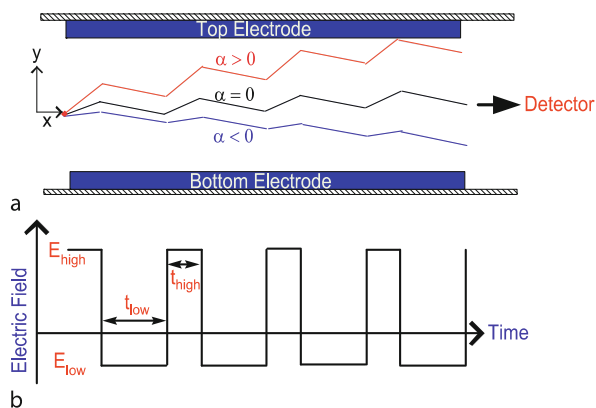 Top Electrode
y
α > 0
α = 0
x
Detector
α < 0
Bottom Electrode
a
Electric Field
E_high
t_high
t_low
Time
E_low
b